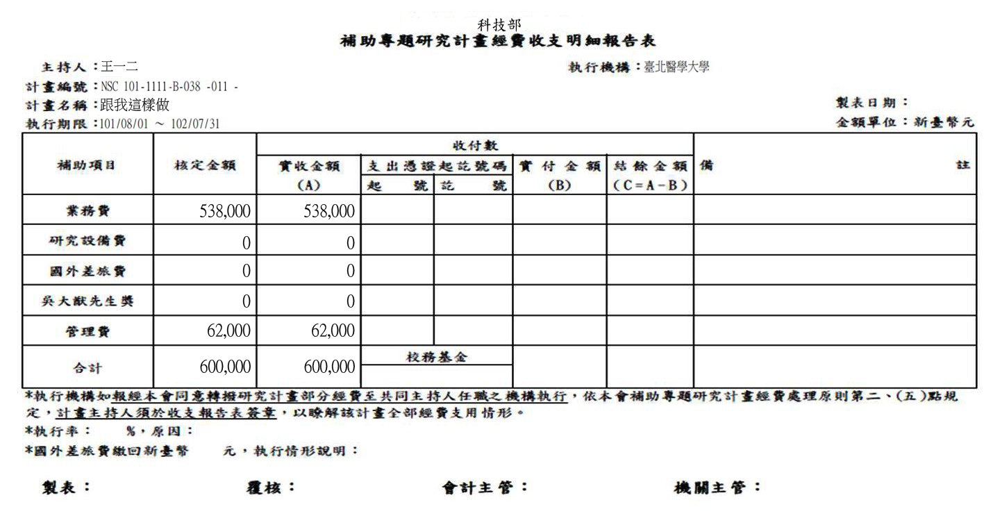 科技部
補助專題研究計畫經費收支明細報告表
主持人：王一二 執行機構：臺北醫學大學
計畫編號：NSC 101-1111-B-038 -011 -
計畫名稱：跟我這樣做 製表日期：
執行期限：101/08/01 ～ 102/07/31 金額單位：新臺幣元
補助項目 核定金額 收付數 備 註
實收金額 支出憑證起訖號碼 實付金額 結餘金額
(A) 起 號 訖 號 (B) (C=A-B)
業務費 538,000 538,000
研究設備費 0 0
國外差旅費 0 0
吳大猷先生獎 0 0
管理費 62,000 62,000
合計 600,000 600,000 校務基金
*執行機構如報經本會同意轉撥研究計畫部分經費至共同主持人任職之機構執行，依本會補助專題研究計畫經費處理原則第二、(五)點規
定，計畫主持人須於收支報告表簽章，以瞭解該計畫全部經費支用情形。
*執行率： %，原因：
*國外差旅費繳回新臺幣 元，執行情形說明：
製表： 覆核： 會計主管： 機關主管：